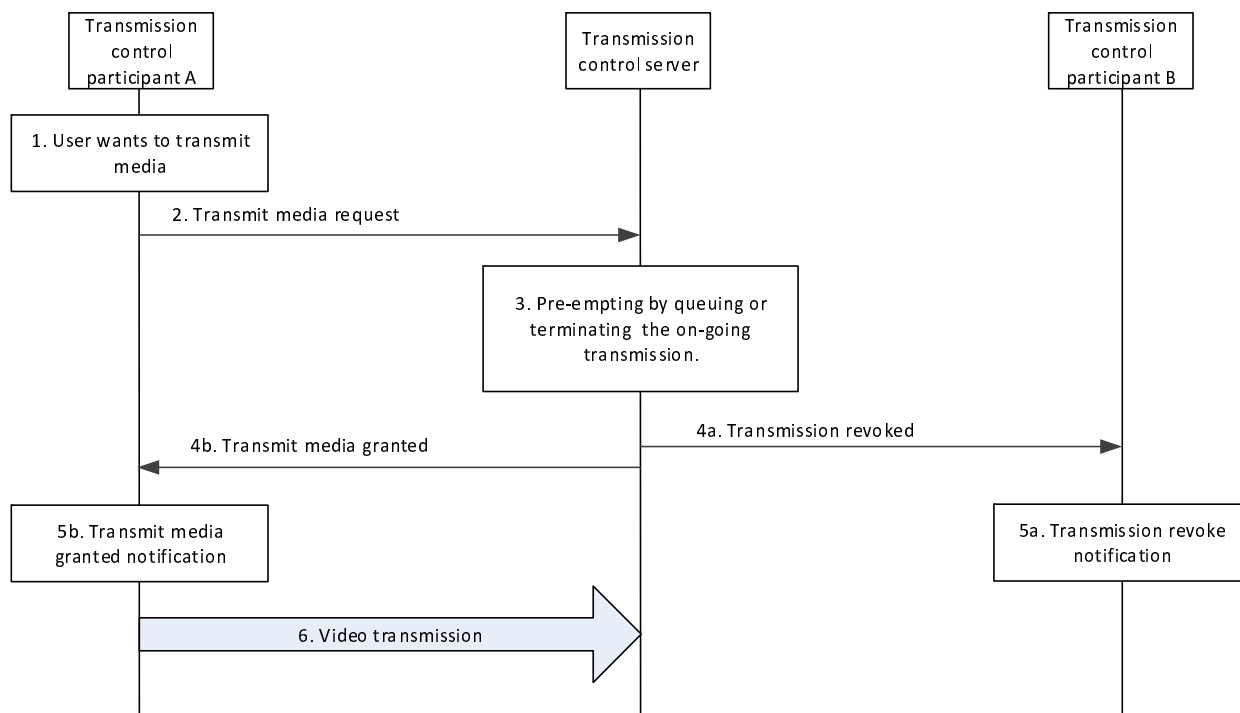 Transmission
control
participant A
Transmission
control server
Transmission
control
participant B
1. User wants to transmit
media
2. Transmit media request
3. Pre-empting by queuing or
terminating the on-going
transmission.
4a. Transmission revoked
4b. Transmit media granted
5b. Transmit media
granted notification
5a. Transmission revoke
notification
6. Video transmission